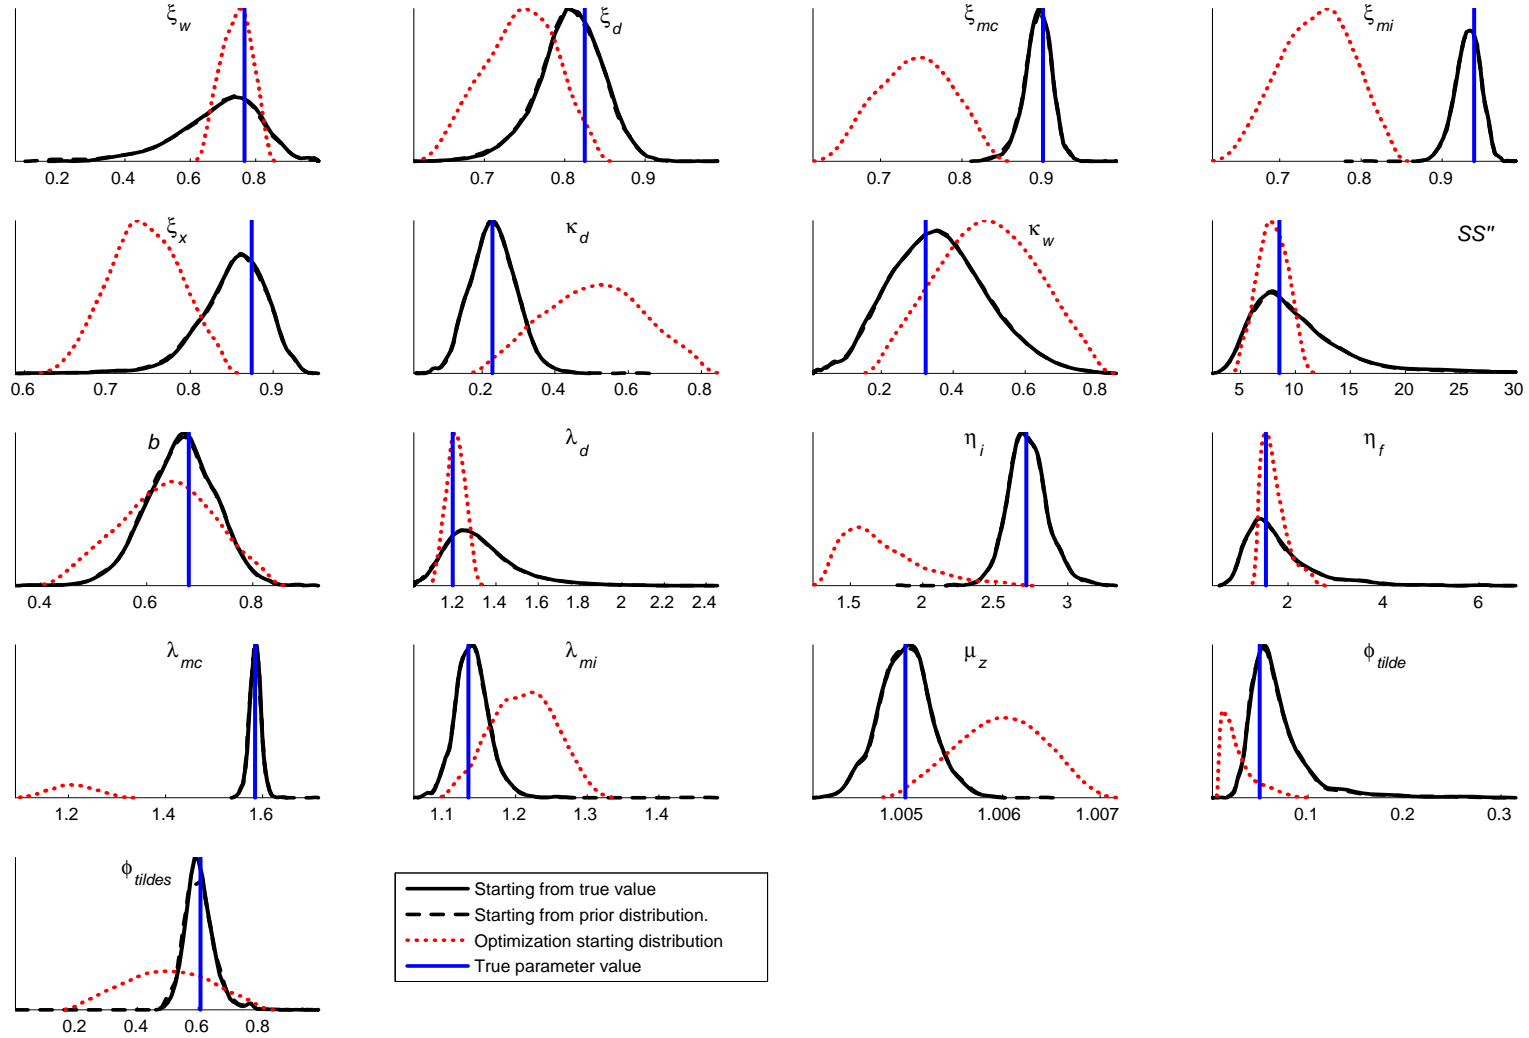 ξw ξd ξmc ξmi
0.2 0.4 0.6 0.8 0.7 0.8 0.9 0.7 0.8 0.9 0.7 0.8 0.9
ξx κd κw SS''
0.6 0.7 0.8 0.9 0.2 0.4 0.6 0.8 0.2 0.4 0.6 0.8 5 10 15 20 25 30
b λd ηi ηf
0.4 0.6 0.8 1.2 1.4 1.6 1.8 2 2.2 2.4 1.5 2 2.5 3 2 4 6
λmc λmi μz ϕtilde
1.2 1.4 1.6 1.1 1.2 1.3 1.4 1.005 1.006 1.007 0.1 0.2 0.3
ϕtildes
0.2 0.4 0.6 0.8
Starting from true value
Starting from prior distribution.
Optimization starting distribution
True parameter value